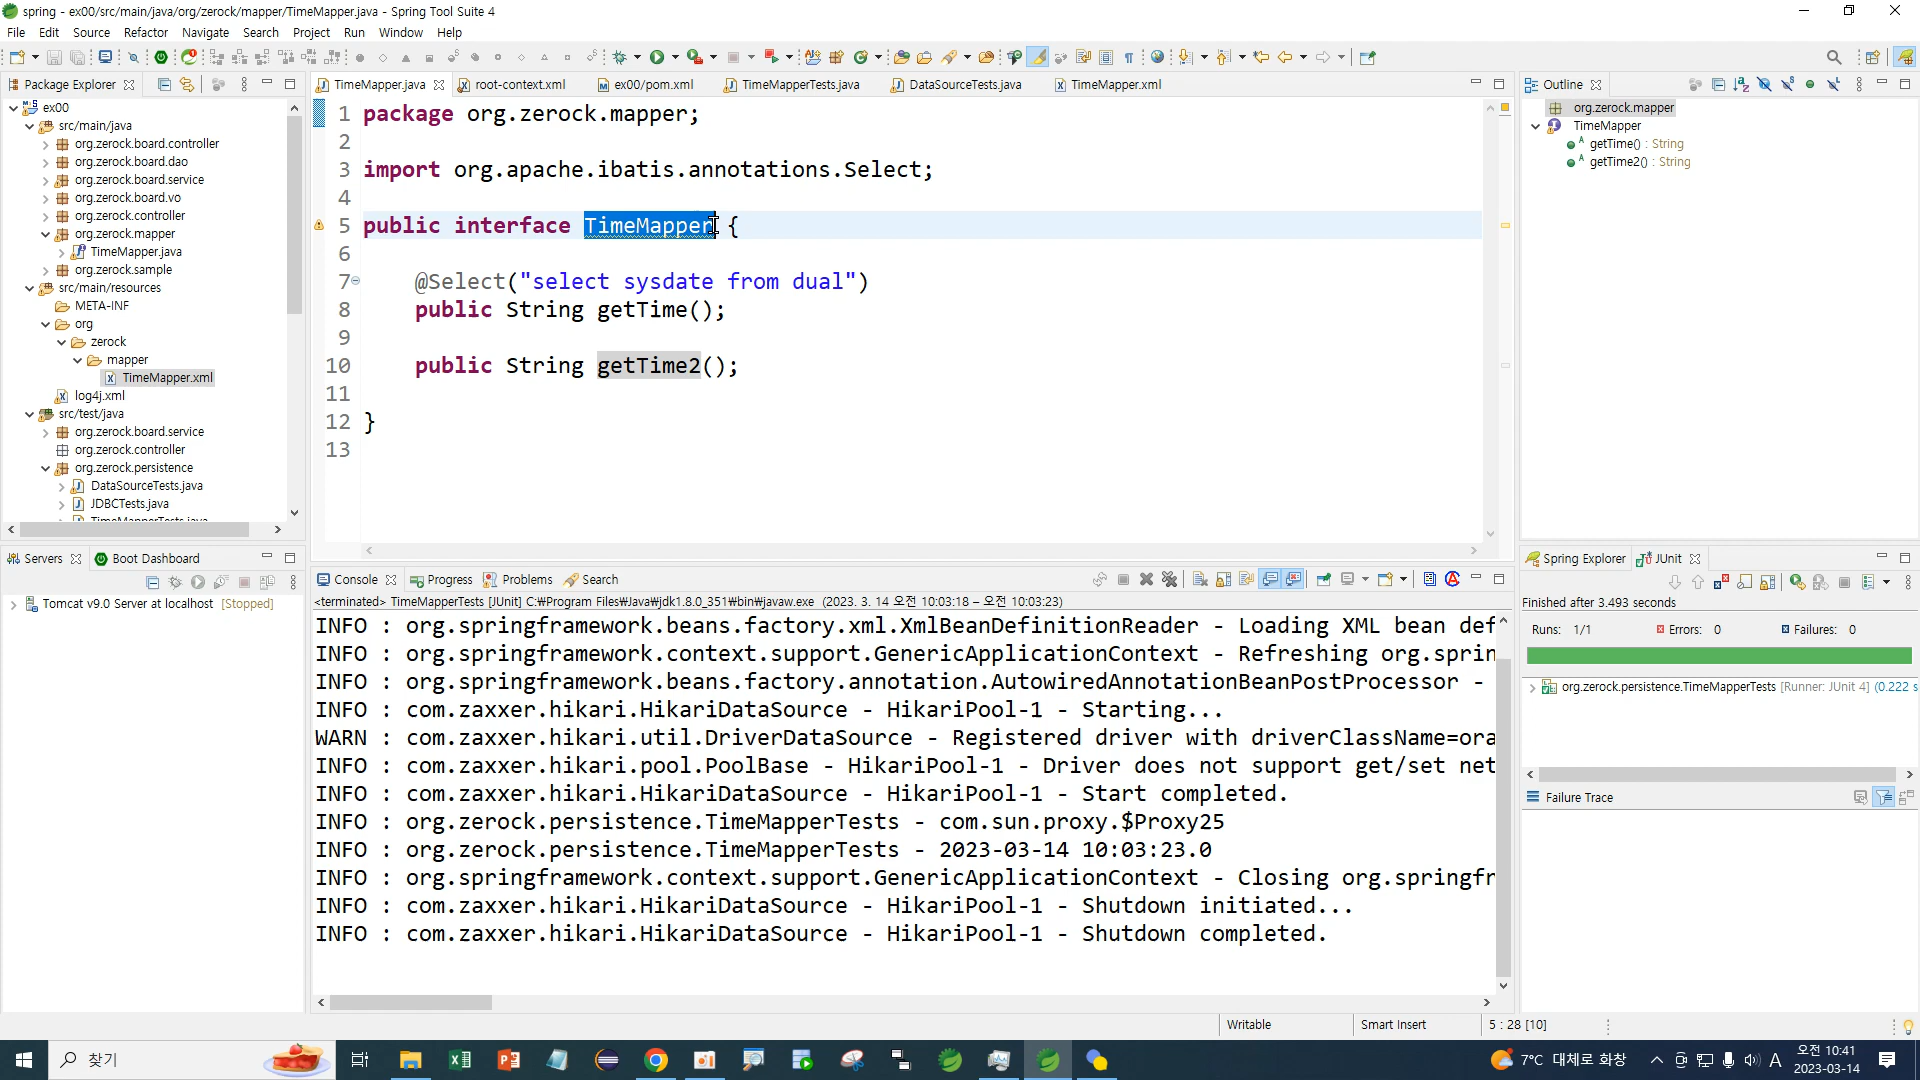 spring - ex00/src/main/java/org/zerock/mapper/TimeMapper.java - Spring Tool Suite 4
File Edit Source Refactor Navigate Search Project Run Window Help
Package Explorer
ex00
src/main/java
org.zerock.board.controller
org.zerock.board.dao
org.zerock.board.service
org.zerock.board.vo
org.zerock.controller
org.zerock.mapper
TimeMapper.java
org.zerock.sample
src/main/resources
META-INF
org
zerock
mapper
TimeMapper.xml
log4j.xml
src/test/java
org.zerock.board.service
org.zerock.controller
org.zerock.persistence
DataSourceTests.java
JDBCTests.java
TimeMapperTests.java
TimeMapper.java root-context.xml ex00/pom.xml TimeMapperTests.java DataSourceTests.java TimeMapper.xml
1 package org.zerock.mapper;
2
3 import org.apache.ibatis.annotations.Select;
4
5 public interface TimeMapper {
6
7 @Select("select sysdate from dual")
8 public String getTime();
9
10 public String getTime2();
11
12 }
13
Outline
org.zerock.mapper
TimeMapper
getTime() : String
getTime2() : String
Servers Boot Dashboard
Tomcat v9.0 Server at localhost [Stopped]
Console Progress Problems Search
<terminated> TimeMapperTests [JUnit] C:₩Program Files₩Java₩jdk1.8.0_351₩bin₩javaw.exe (2023. 3. 14 오전 10:03:18 – 오전 10:03:23)
INFO : org.springframework.beans.factory.xml.XmlBeanDefinitionReader - Loading XML bean def
INFO : org.springframework.context.support.GenericApplicationContext - Refreshing org.sprin
INFO : org.springframework.beans.factory.annotation.AutowiredAnnotationBeanPostProcessor -
INFO : com.zaxxer.hikari.HikariDataSource - HikariPool-1 - Starting...
WARN : com.zaxxer.hikari.util.DriverDataSource - Registered driver with driverClassName=ora
INFO : com.zaxxer.hikari.pool.PoolBase - HikariPool-1 - Driver does not support get/set net
INFO : com.zaxxer.hikari.HikariDataSource - HikariPool-1 - Start completed.
INFO : org.zerock.persistence.TimeMapperTests - com.sun.proxy.$Proxy25
INFO : org.zerock.persistence.TimeMapperTests - 2023-03-14 10:03:23.0
INFO : org.springframework.context.support.GenericApplicationContext - Closing org.springfr
INFO : com.zaxxer.hikari.HikariDataSource - HikariPool-1 - Shutdown initiated...
INFO : com.zaxxer.hikari.HikariDataSource - HikariPool-1 - Shutdown completed.
Spring Explorer JUnit
Finished after 3.493 seconds
Runs: 1/1 Errors: 0 Failures: 0
org.zerock.persistence.TimeMapperTests [Runner: JUnit 4] (0.222 s
Failure Trace
Writable Smart Insert 5 : 28 [10]
찾기
7°C 대체로 화창
A
오전 10:41
2023-03-14